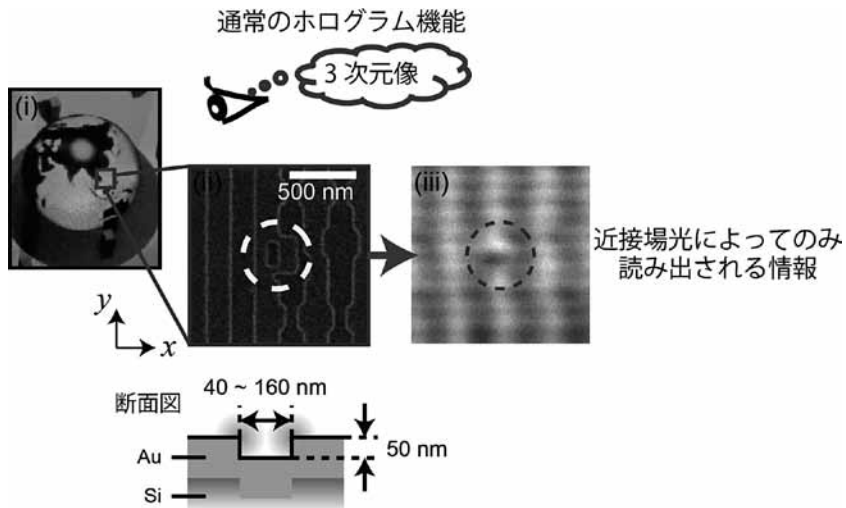 通常のホログラム機能
3次元像
(i)
(ii)
500 nm
(iii)
近接場光によってのみ
読み出される情報
y
x
40 ~ 160 nm
断面図
50 nm
Au
Si